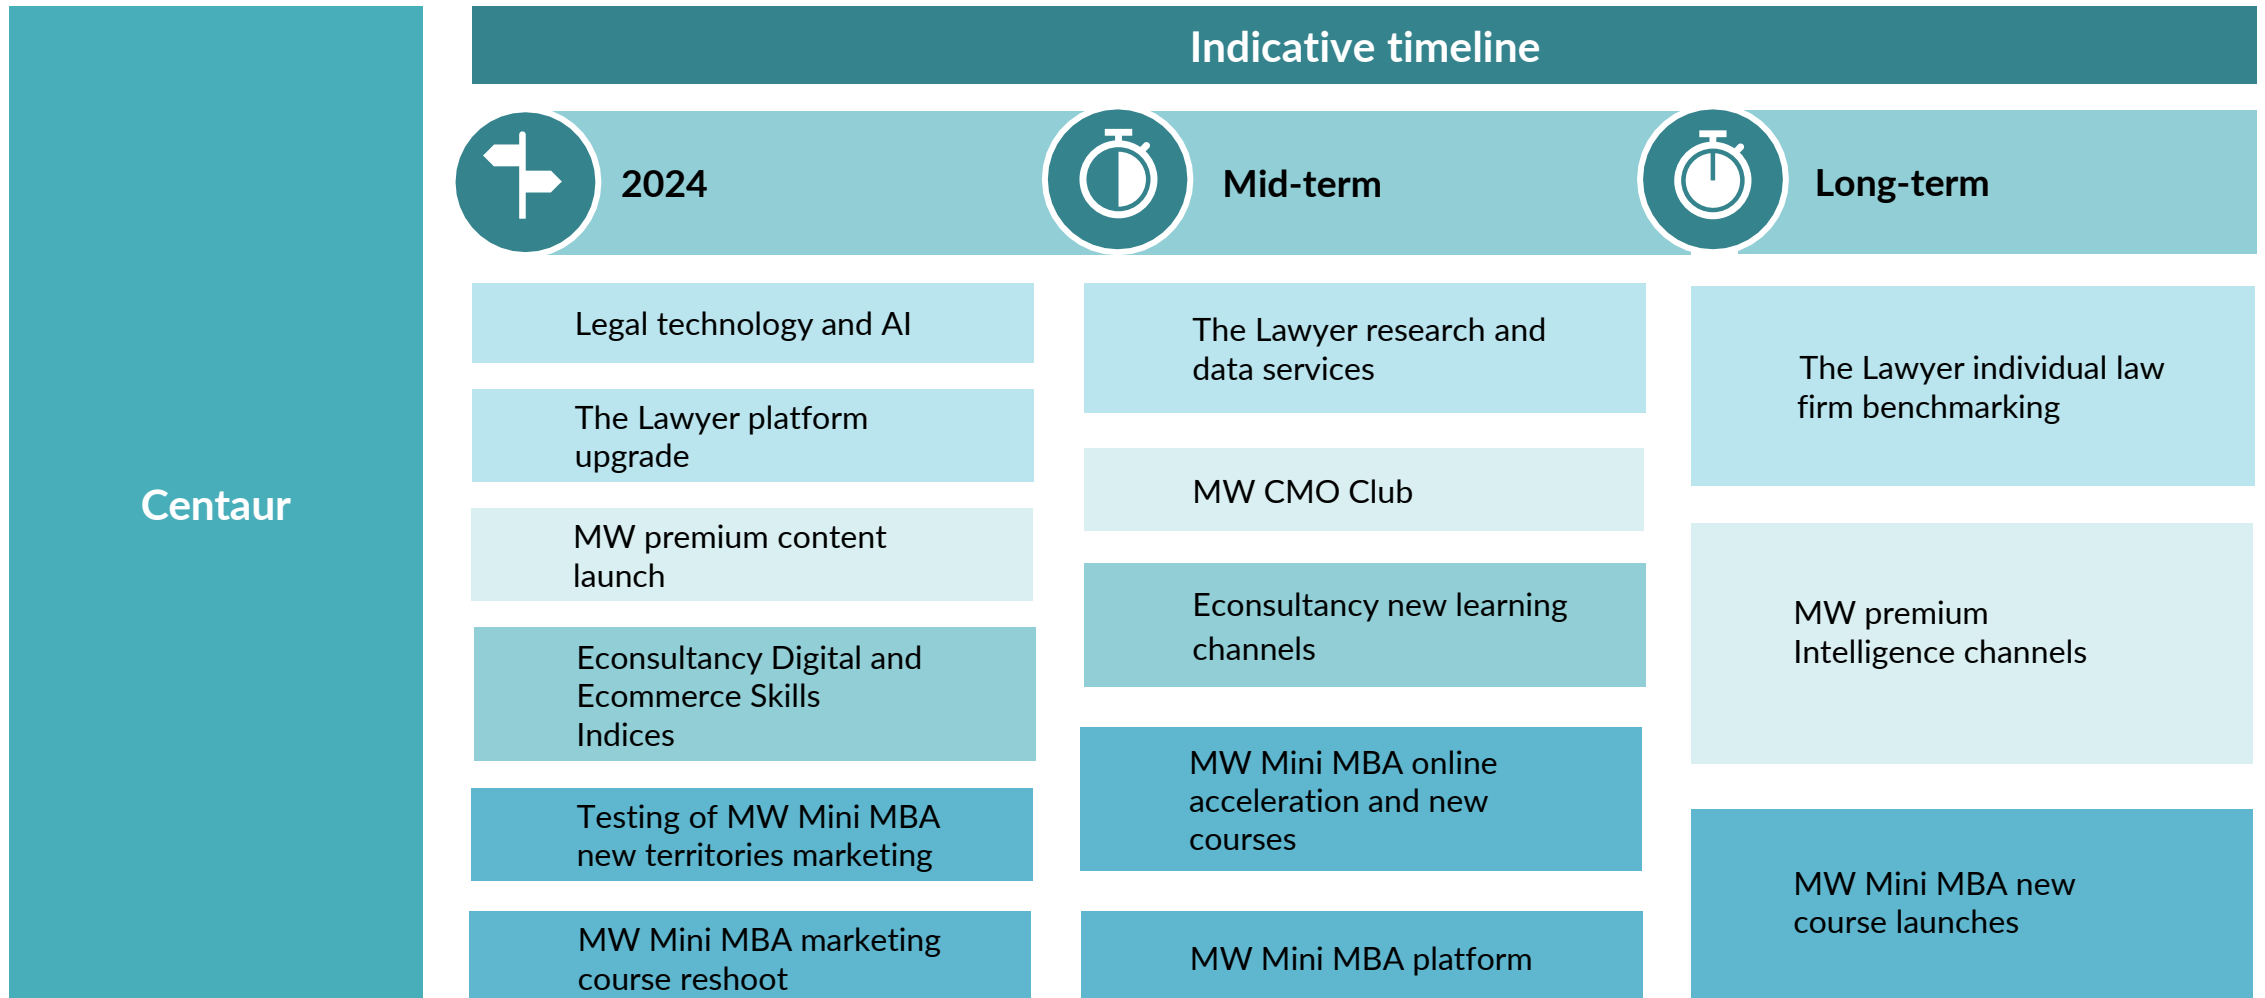 Indicative timeline
Centaur
2024
Legal technology and AI
The Lawyer platform
upgrade
MW premium content
launch
Econsultancy Digital and
Ecommerce Skills
Indices
Testing of MW Mini MBA
new territories marketing
MW Mini MBA marketing
course reshoot
Mid-term
The Lawyer research and
data services
MW CMO Club
Econsultancy new learning
channels
MW Mini MBA online
acceleration and new
courses
MW Mini MBA platform
Long-term
The Lawyer individual law
firm benchmarking
MW premium
Intelligence channels
MW Mini MBA new
course launches